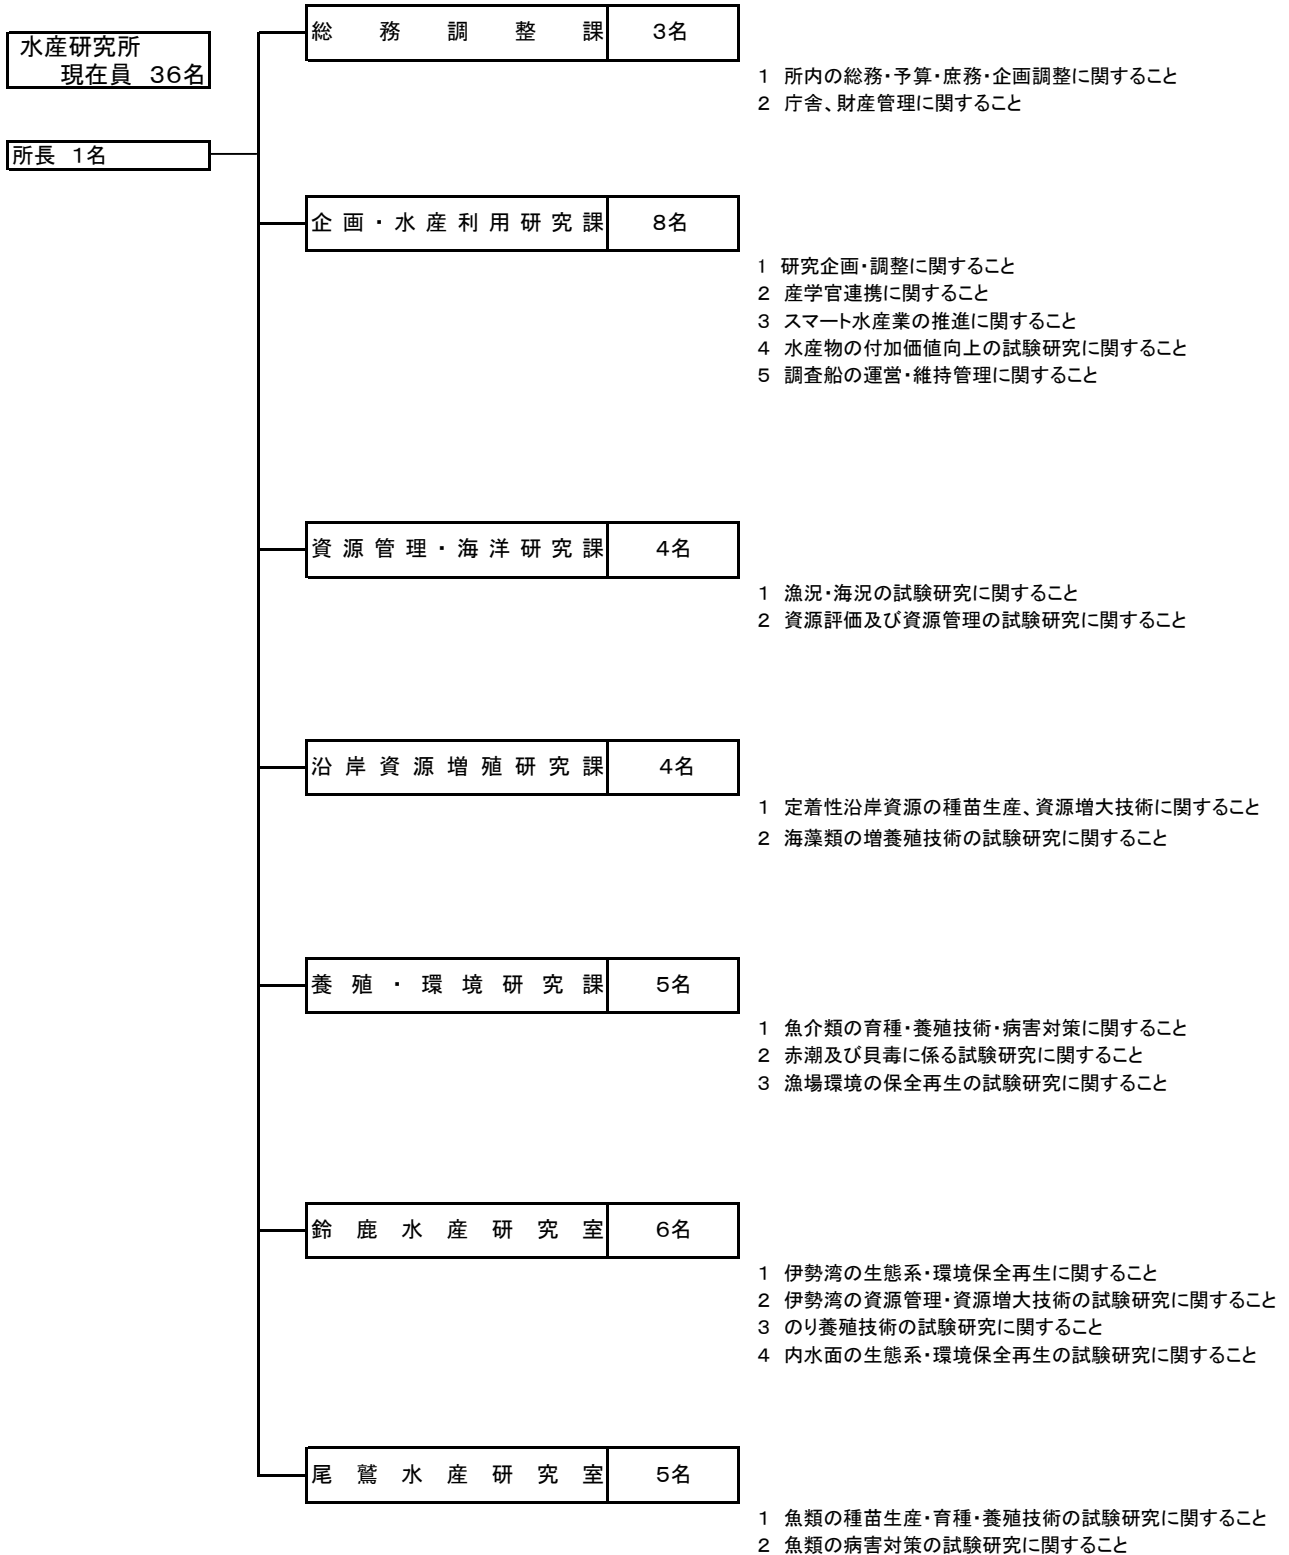 水産研究所
現在員 36名
所長 1名
総務調整課 3名
1 所内の総務・予算・庶務・企画調整に関すること
2 庁舎、財産管理に関すること
企画・水産利用研究課 8名
1 研究企画・調整に関すること
2 産学官連携に関すること
3 スマート水産業の推進に関すること
4 水産物の付加価値向上の試験研究に関すること
5 調査船の運営・維持管理に関すること
資源管理・海洋研究課 4名
1 漁況・海況の試験研究に関すること
2 資源評価及び資源管理の試験研究に関すること
沿岸資源増殖研究課 4名
1 定着性沿岸資源の種苗生産、資源増大技術に関すること
2 海藻類の増養殖技術の試験研究に関すること
養殖・環境研究課 5名
1 魚介類の育種・養殖技術・病害対策に関すること
2 赤潮及び貝毒に係る試験研究に関すること
3 漁場環境の保全再生の試験研究に関すること
鈴鹿水産研究室 6名
1 伊勢湾の生態系・環境保全再生に関すること
2 伊勢湾の資源管理・資源増大技術の試験研究に関すること
3 のり養殖技術の試験研究に関すること
4 内水面の生態系・環境保全再生の試験研究に関すること
尾鷲水産研究室 5名
1 魚類の種苗生産・育種・養殖技術の試験研究に関すること
2 魚類の病害対策の試験研究に関すること